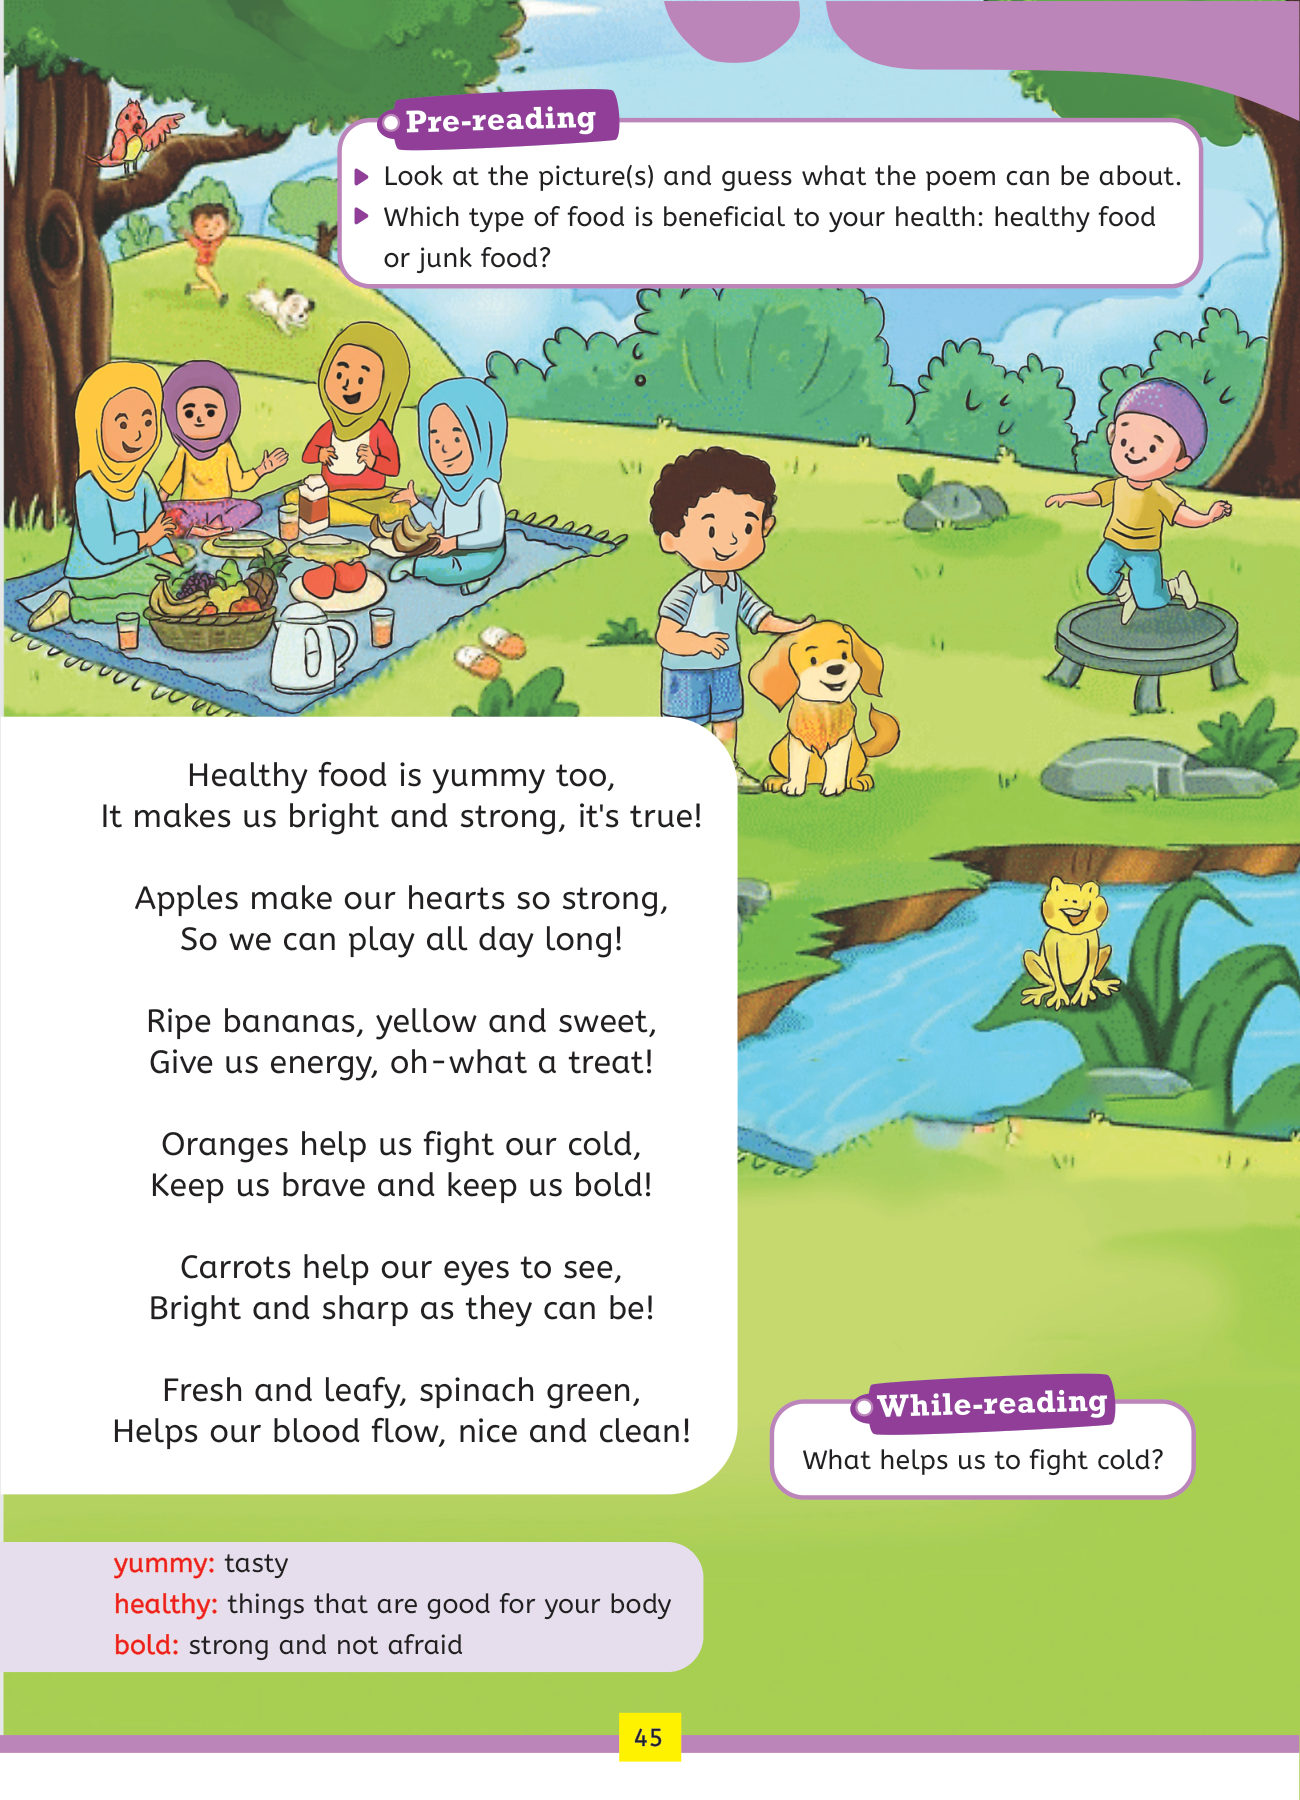 Pre-reading
Look at the picture(s) and guess what the poem can be about.
Which type of food is beneficial to your health: healthy food
or junk food?
Healthy food is yummy too,
It makes us bright and strong, it's true!
Apples make our hearts so strong,
So we can play all day long!
Ripe bananas, yellow and sweet,
Give us energy, oh-what a treat!
Oranges help us fight our cold,
Keep us brave and keep us bold!
Carrots help our eyes to see,
Bright and sharp as they can be!
Fresh and leafy, spinach green,
Helps our blood flow, nice and clean!
While-reading
What helps us to fight cold?
yummy: tasty
healthy: things that are good for your body
bold: strong and not afraid
45